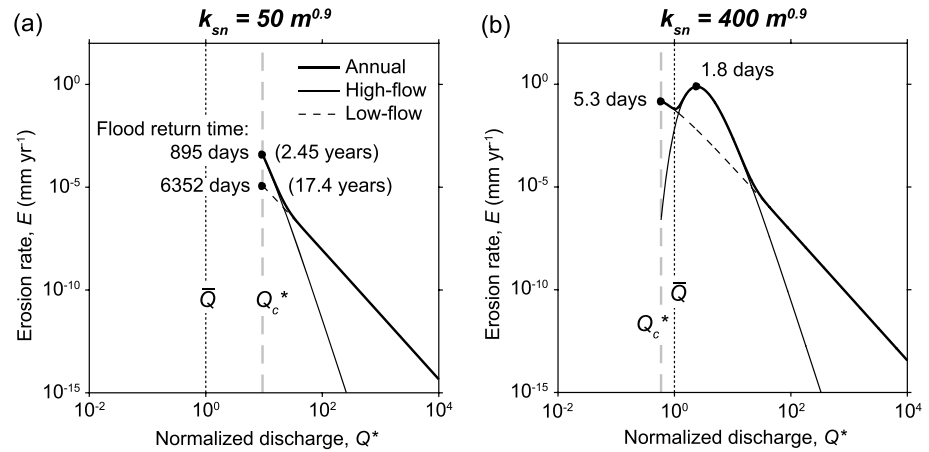 (a)
k_sn = 50 m^0.9
10^0
10^-5
10^-10
10^-15
Erosion rate, E (mm yr^-1)
Annual
High-flow
Low-flow
Flood return time:
895 days (2.45 years)
6352 days (17.4 years)
Q̅ Q_c*
10^-2 10^0 10^2 10^4
Normalized discharge, Q*
(b)
k_sn = 400 m^0.9
10^0
10^-5
10^-10
10^-15
Erosion rate, E (mm yr^-1)
1.8 days
5.3 days
Q̅
Q_c*
10^-2 10^0 10^2 10^4
Normalized discharge, Q*